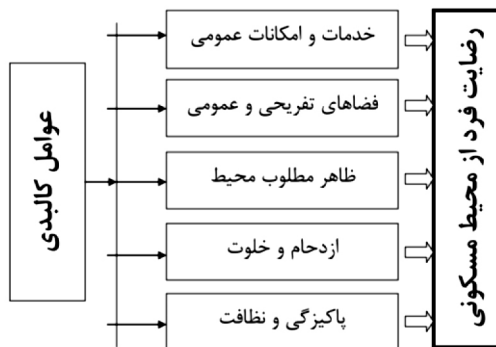 خدمات و امکانات عمومی
فضاهای تفریحی و عمومی
ظاهر مطلوب محیط
ازدحام و خلوت
پاکیزگی و نظافت
عوامل کالبدی
رضایت فرد از محیط مسکونی